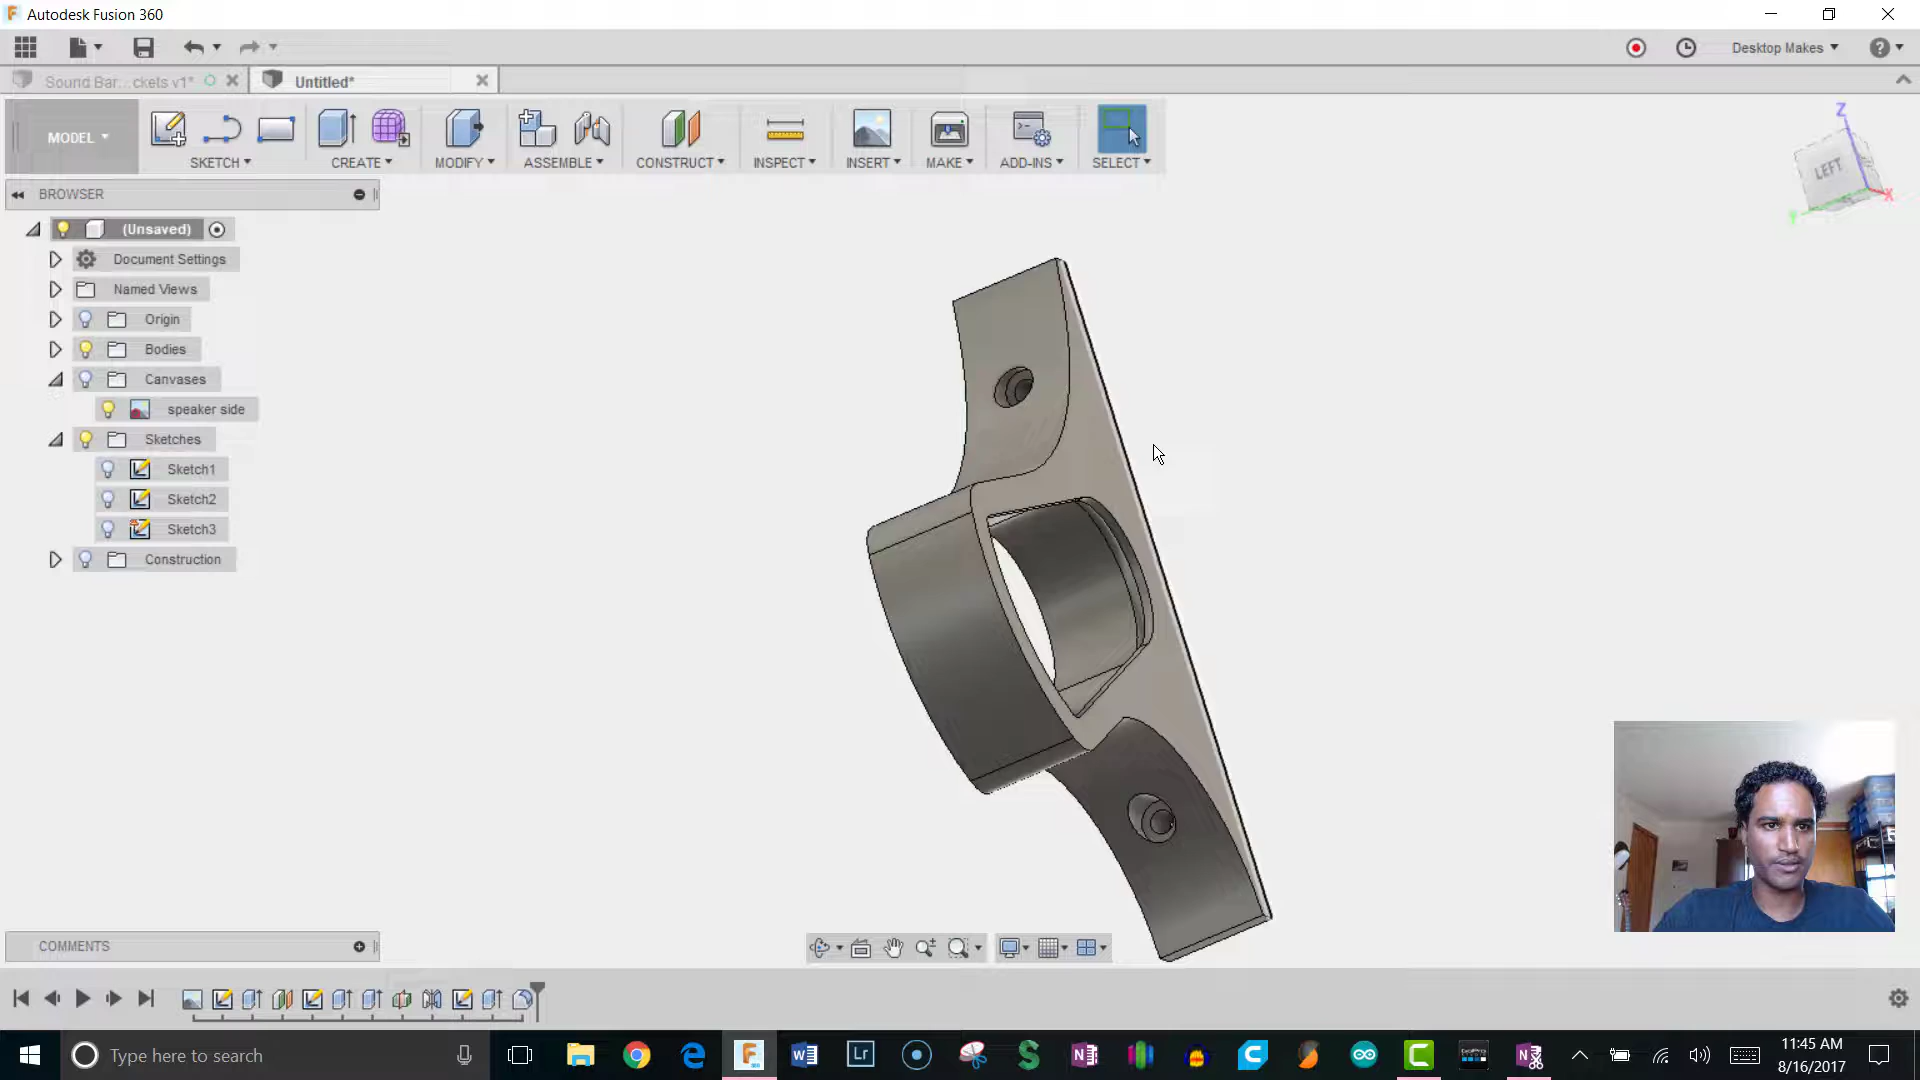 Autodesk Fusion 360
Desktop Makes
Sound Bar...ckets v1*
Untitled*
MODEL
SKETCH
CREATE
MODIFY
ASSEMBLE
CONSTRUCT
INSPECT
INSERT
MAKE
ADD-INS
SELECT
Z
LEFT
X
Y
BROWSER
(Unsaved)
Document Settings
Named Views
Origin
Bodies
Canvases
speaker side
Sketches
Sketch1
Sketch2
Sketch3
Construction
COMMENTS
Type here to search
Lr
11:45 AM
8/16/2017